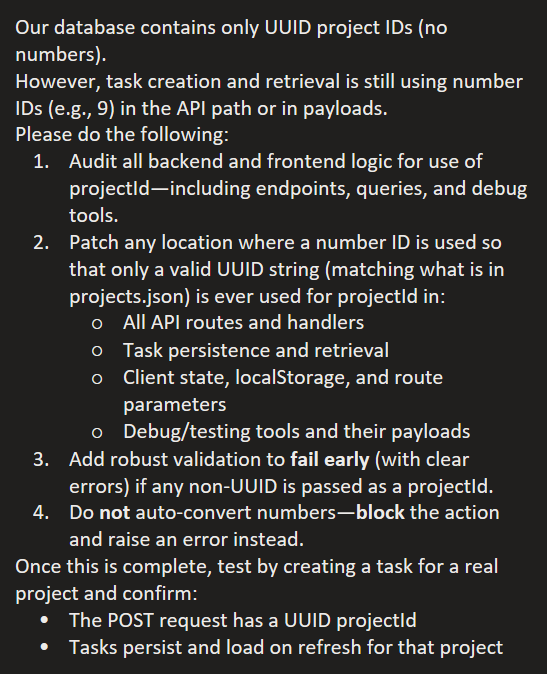 Our database contains only UUID project IDs (no
numbers).
However, task creation and retrieval is still using number
IDs (e.g., 9) in the API path or in payloads.
Please do the following:
1. Audit all backend and frontend logic for use of
projectId—including endpoints, queries, and debug
tools.
2. Patch any location where a number ID is used so
that only a valid UUID string (matching what is in
projects.json) is ever used for projectId in:
o All API routes and handlers
o Task persistence and retrieval
o Client state, localStorage, and route
parameters
o Debug/testing tools and their payloads
3. Add robust validation to fail early (with clear
errors) if any non-UUID is passed as a projectId.
4. Do not auto-convert numbers—block the action
and raise an error instead.
Once this is complete, test by creating a task for a real
project and confirm:
• The POST request has a UUID projectId
• Tasks persist and load on refresh for that project